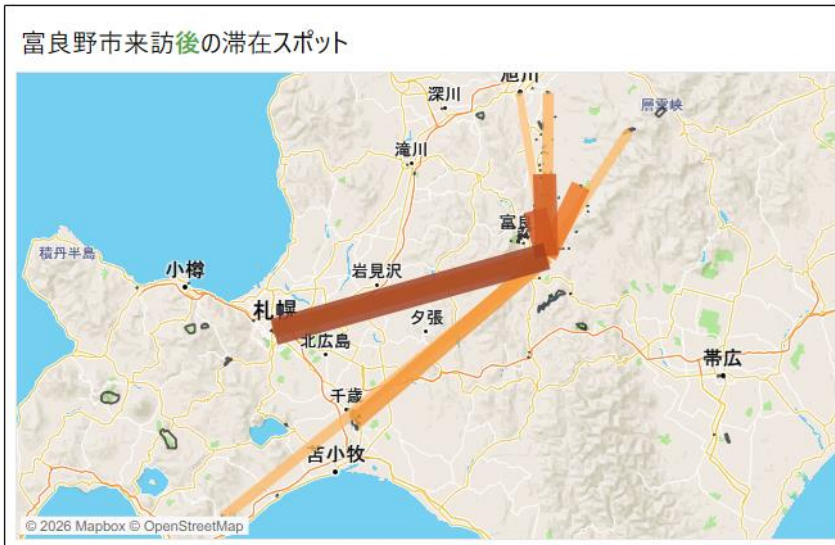 富良野市来訪後の滞在スポット
旭川
深川
層雲峡
滝川
富良
積丹半島
小樽
岩見沢
札幌
夕張
北広島
帯広
千歳
苫小牧
© 2026 Mapbox © OpenStreetMap